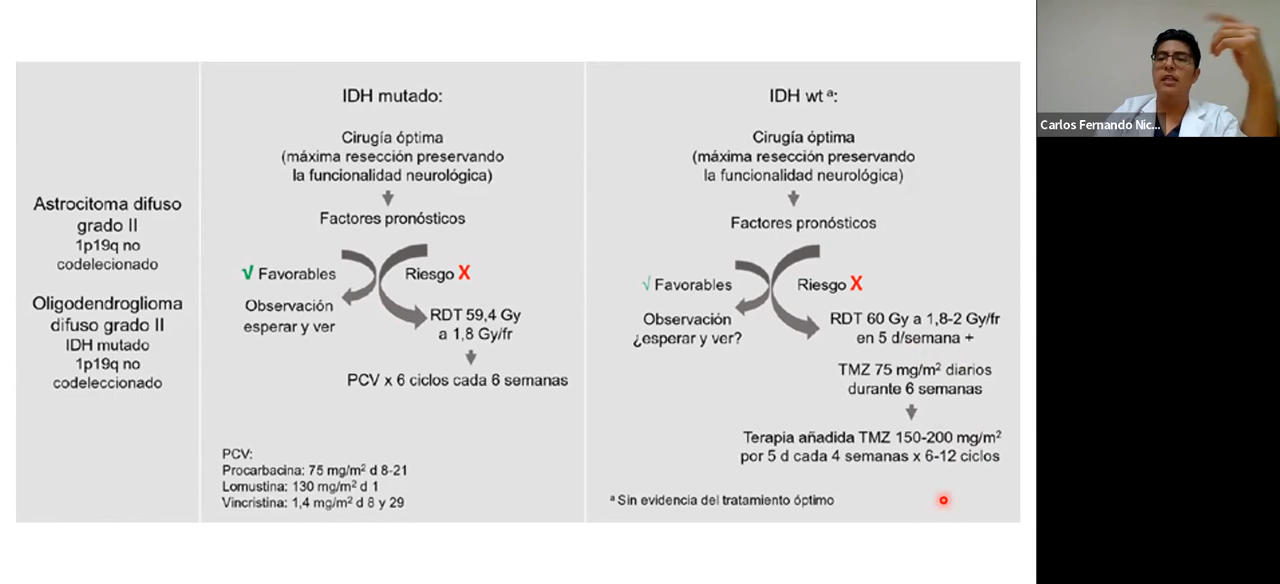 Astrocitoma difuso
grado II
1p19q no
codelecionado
Oligodendroglioma
difuso grado II
IDH mutado
1p19q no
codeleccionado
IDH mutado:
Cirugía óptima
(máxima resección preservando
la funcionalidad neurológica)
Factores pronósticos
√ Favorables
Riesgo X
Observación
esperar y ver
RDT 59,4 Gy
a 1,8 Gy/fr
PCV x 6 ciclos cada 6 semanas
PCV:
Procarbacina: 75 mg/m² d 8-21
Lomustina: 130 mg/m² d 1
Vincristina: 1,4 mg/m² d 8 y 29
IDH wt ª:
Cirugía óptima
(máxima resección preservando
la funcionalidad neurológica)
Factores pronósticos
√ Favorables
Riesgo X
Observación
¿esperar y ver?
RDT 60 Gy a 1,8-2 Gy/fr
en 5 d/semana +
TMZ 75 mg/m² diarios
durante 6 semanas
Terapia añadida TMZ 150-200 mg/m²
por 5 d cada 4 semanas x 6-12 ciclos
ª Sin evidencia del tratamiento óptimo
Carlos Fernando Nic...